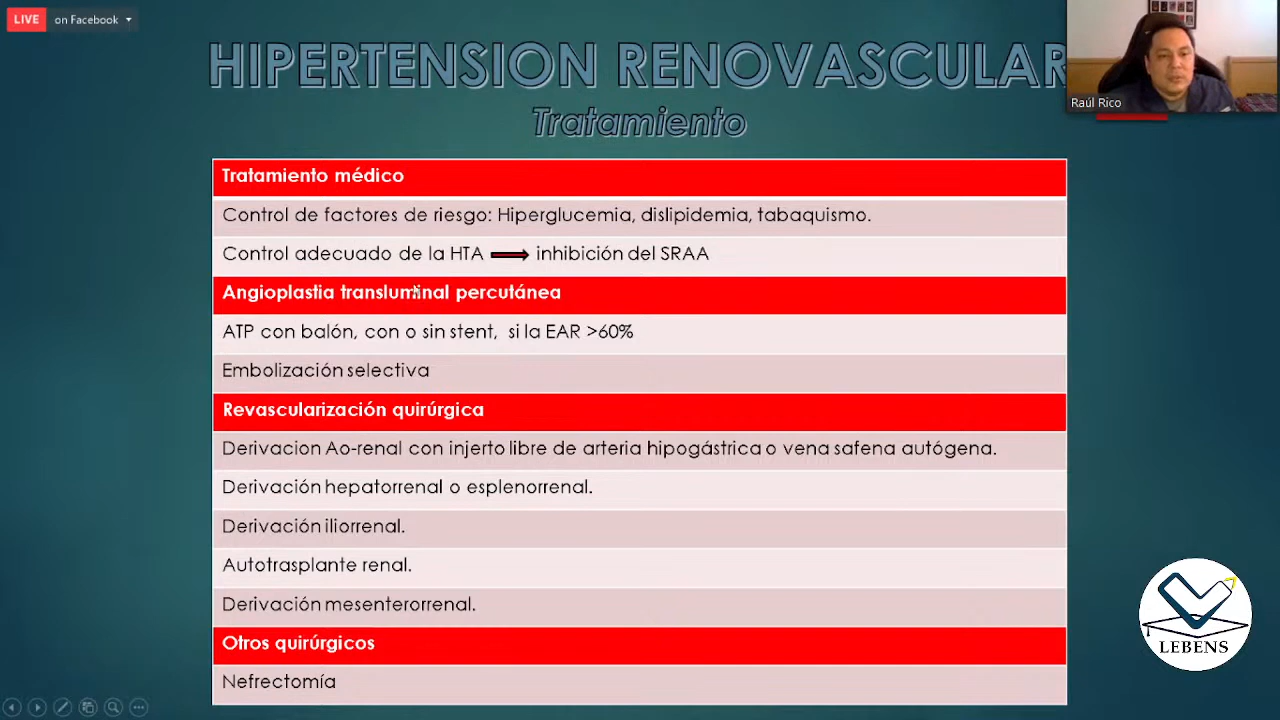 LIVE on Facebook
HIPERTENSION RENOVASCULAR
Tratamiento
Raúl Rico
Tratamiento médico
Control de factores de riesgo: Hiperglucemia, dislipidemia, tabaquismo.
Control adecuado de la HTA → inhibición del SRAA
Angioplastia transluminal percutánea
ATP con balón, con o sin stent, si la EAR >60%
Embolización selectiva
Revascularización quirúrgica
Derivacion Ao-renal con injerto libre de arteria hipogástrica o vena safena autógena.
Derivación hepatorrenal o esplenorrenal.
Derivación iliorrenal.
Autotrasplante renal.
Derivación mesenterorrenal.
Otros quirúrgicos
Nefrectomía
LEBENS